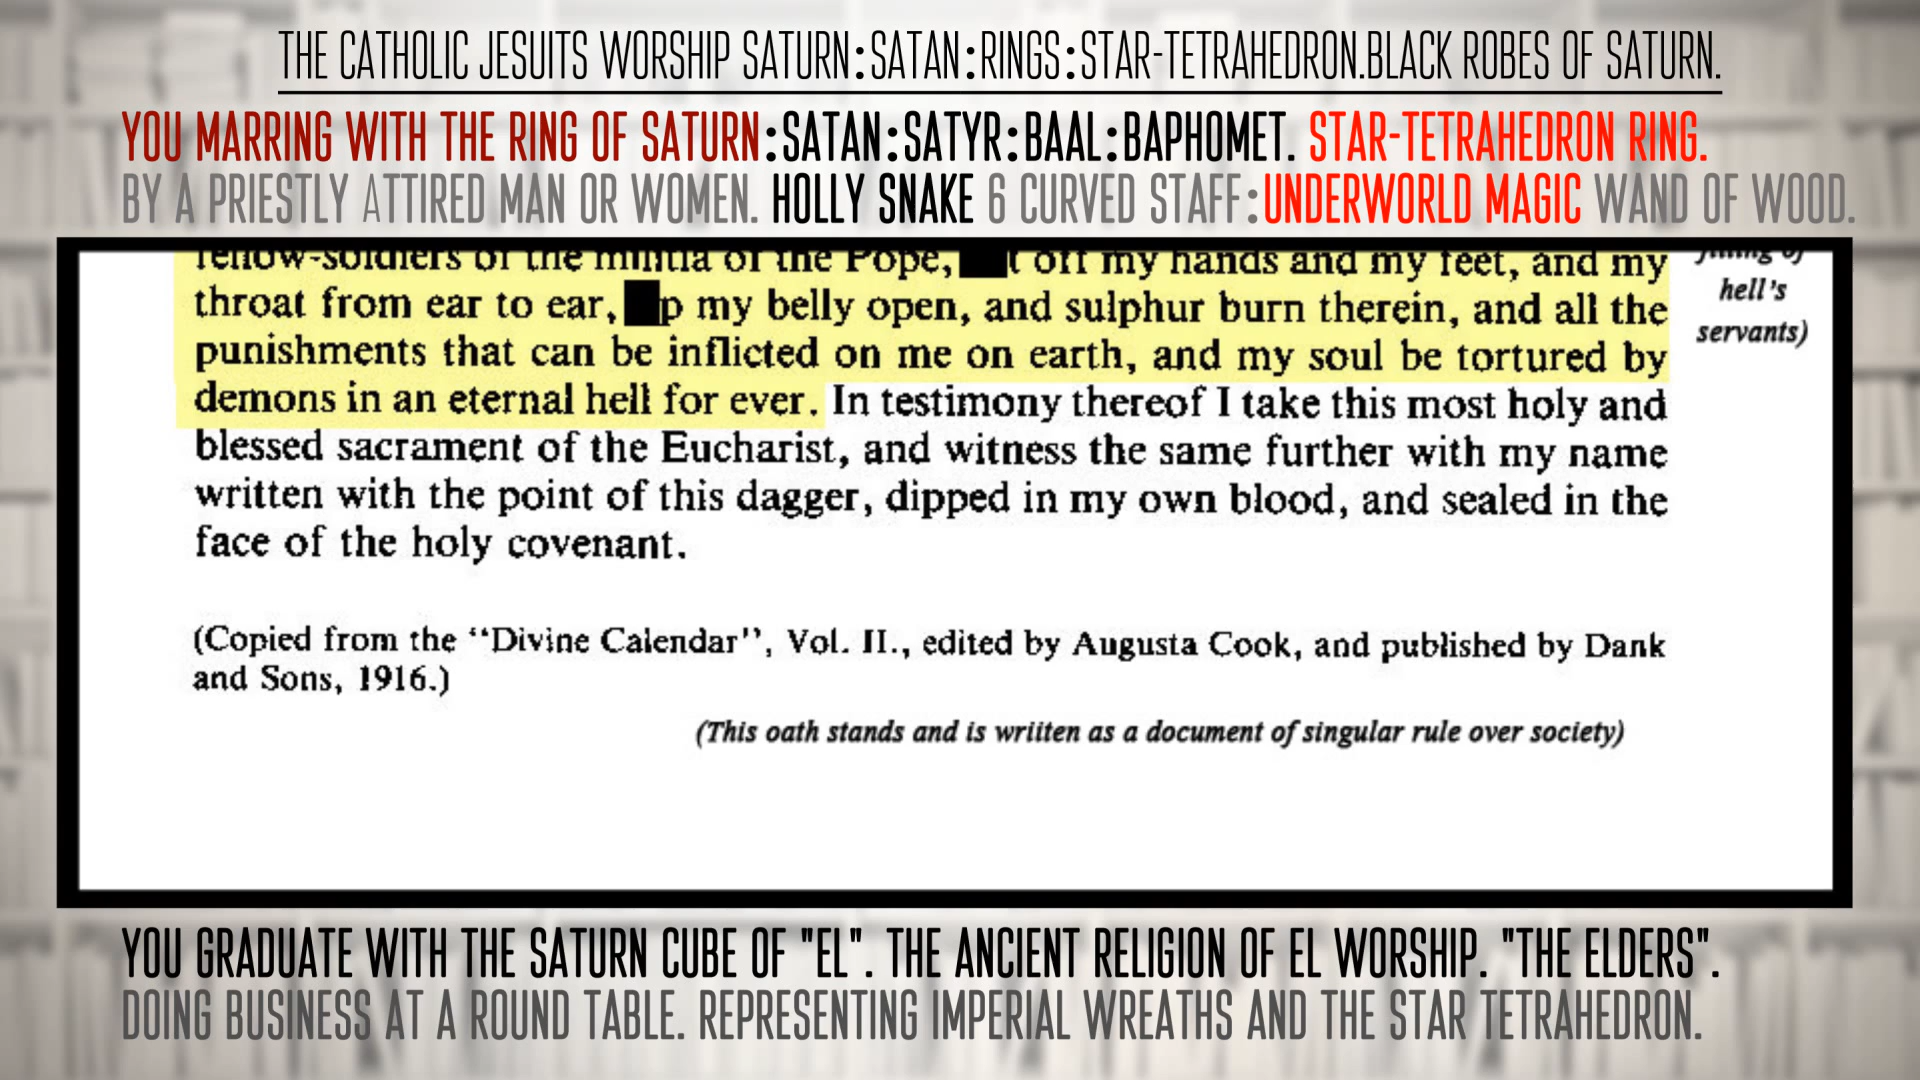 THE CATHOLIC JESUITS WORSHIP SATURN:SATAN:RINGS:STAR-TETRAHEDRON.BLACK ROBES OF SATURN.
YOU MARRING WITH THE RING OF SATURN:SATAN:SATYR:BAAL:BAPHOMET. STAR-TETRAHEDRON RING.
BY A PRIESTLY ATTIRED MAN OR WOMEN. HOLLY SNAKE 6 CURVED STAFF:UNDERWORLD MAGIC WAND OF WOOD.
fellow-soldiers of the militia of the Pope, t off my hands and my feet, and my
throat from ear to ear, p my belly open, and sulphur burn therein, and all the
punishments that can be inflicted on me on earth, and my soul be tortured by
demons in an eternal hell for ever. In testimony thereof I take this most holy and
blessed sacrament of the Eucharist, and witness the same further with my name
written with the point of this dagger, dipped in my own blood, and sealed in the
face of the holy covenant.
of
hell's
servants)
(Copied from the "Divine Calendar", Vol. II., edited by Augusta Cook, and published by Dank
and Sons, 1916.)
(This oath stands and is wriiten as a document of singular rule over society)
YOU GRADUATE WITH THE SATURN CUBE OF "EL". THE ANCIENT RELIGION OF EL WORSHIP. "THE ELDERS".
DOING BUSINESS AT A ROUND TABLE. REPRESENTING IMPERIAL WREATHS AND THE STAR TETRAHEDRON.